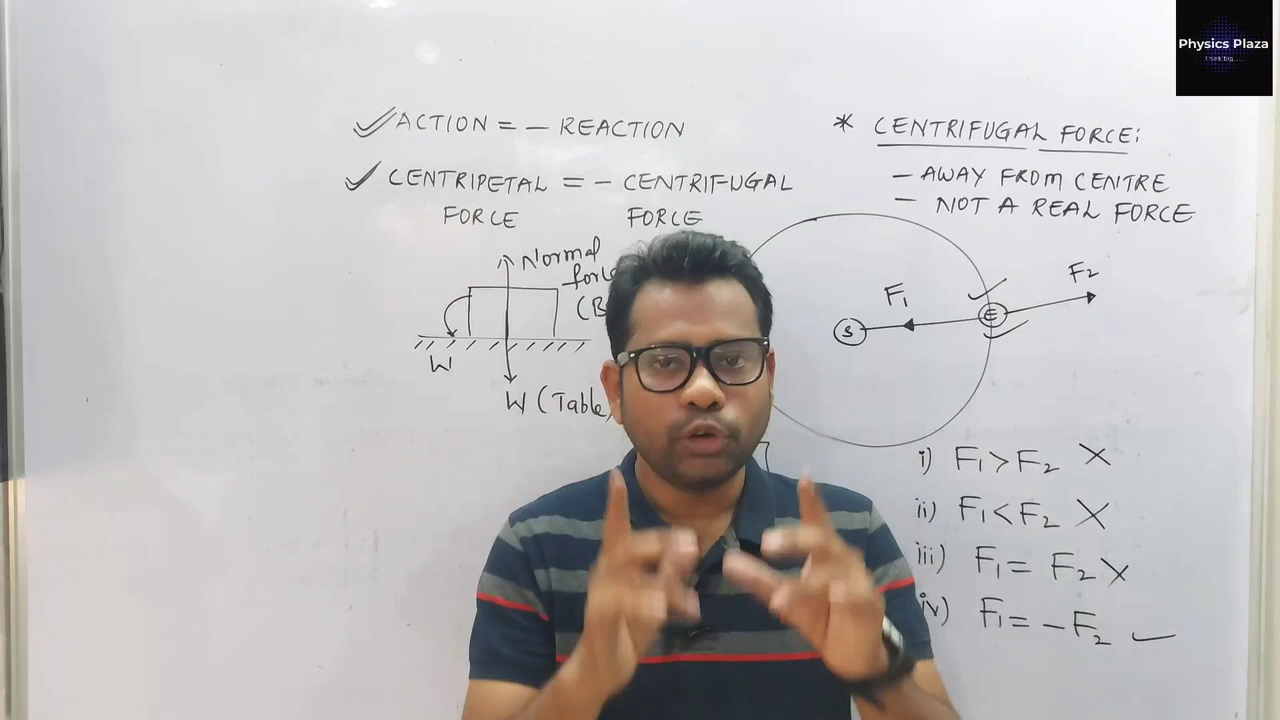 Physics Plaza
✓ ACTION = - REACTION
✓ CENTRIPETAL = - CENTRIFUGAL
FORCE FORCE
Normal
force
W
W (Table)
* CENTRIFUGAL FORCE:
- AWAY FROM CENTRE
- NOT A REAL FORCE
S
F₁
E
F₂
i) F₁ > F₂ ×
ii) F₁ < F₂ ×
iii) F₁ = F₂ ×
iv) F₁ = - F₂ ✓